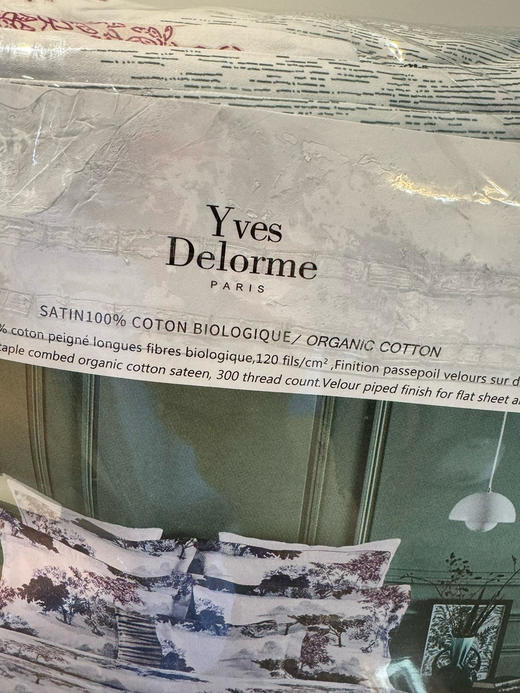 Yves
Delorme
PARIS
SATIN100% COTON BIOLOGIQUE/ ORGANIC COTTON
% coton peigné longues fibres biologique,120 fils/cm² ,Finition passepoil velours sur
combed organic cotton sateen, 300 thread count.Velour piped finish for flat sheet